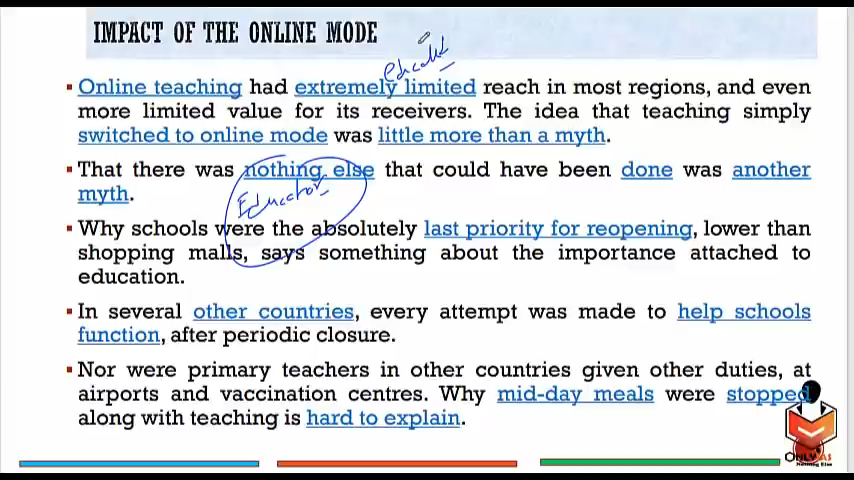 IMPACT OF THE ONLINE MODE
Online teaching had extremely limited reach in most regions, and even
more limited value for its receivers. The idea that teaching simply
switched to online mode was little more than a myth.
That there was nothing else that could have been done was another
myth.
Educator
Why schools were the absolutely last priority for reopening, lower than
shopping malls, says something about the importance attached to
education.
In several other countries, every attempt was made to help schools
function, after periodic closure.
Nor were primary teachers in other countries given other duties, at
airports and vaccination centres. Why mid-day meals were stopped
along with teaching is hard to explain.
Nothing Else